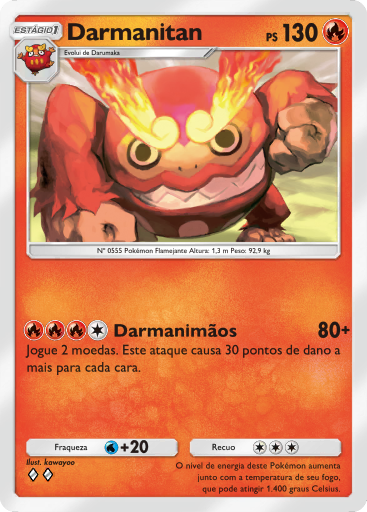 ESTÁGIO 1
Darmanitan
PS 130
Evolui de Darumaka
N° 0555 Pokémon Flamejante Altura: 1,3 m Peso: 92.9 kg
Darmanimãos 80+
Jogue 2 moedas. Este ataque causa 30 pontos de dano a
mais para cada cara.
Fraqueza +20
Recuo
Ilust. kawayoo
O nível de energia deste Pokémon aumenta
junto com a temperatura de seu fogo,
que pode atingir 1.400 graus Celsius.